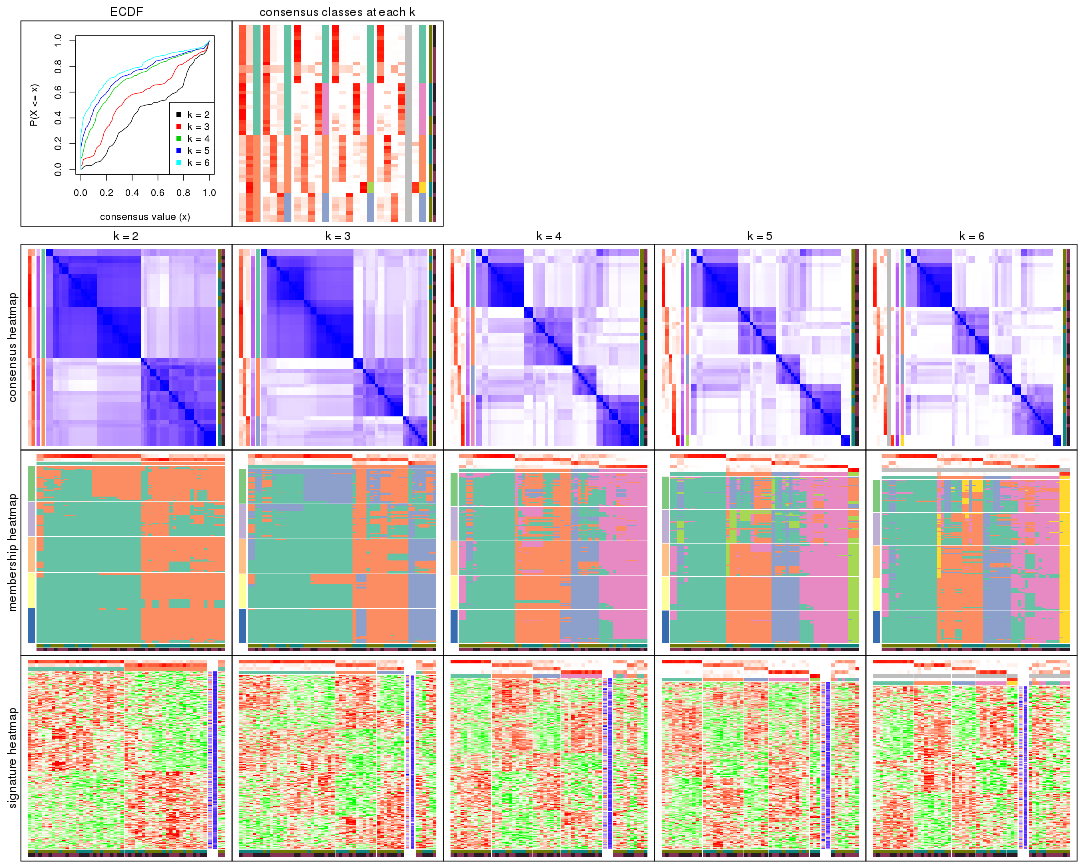 ECDF
consensus classes at each k
P(X <= x)
0.0 0.2 0.4 0.6 0.8 1.0
k = 2
k = 3
k = 4
k = 5
k = 6
0.0 0.2 0.4 0.6 0.8 1.0
consensus value (x)
k = 2 k = 3 k = 4 k = 5 k = 6
consensus heatmap
membership heatmap
signature heatmap